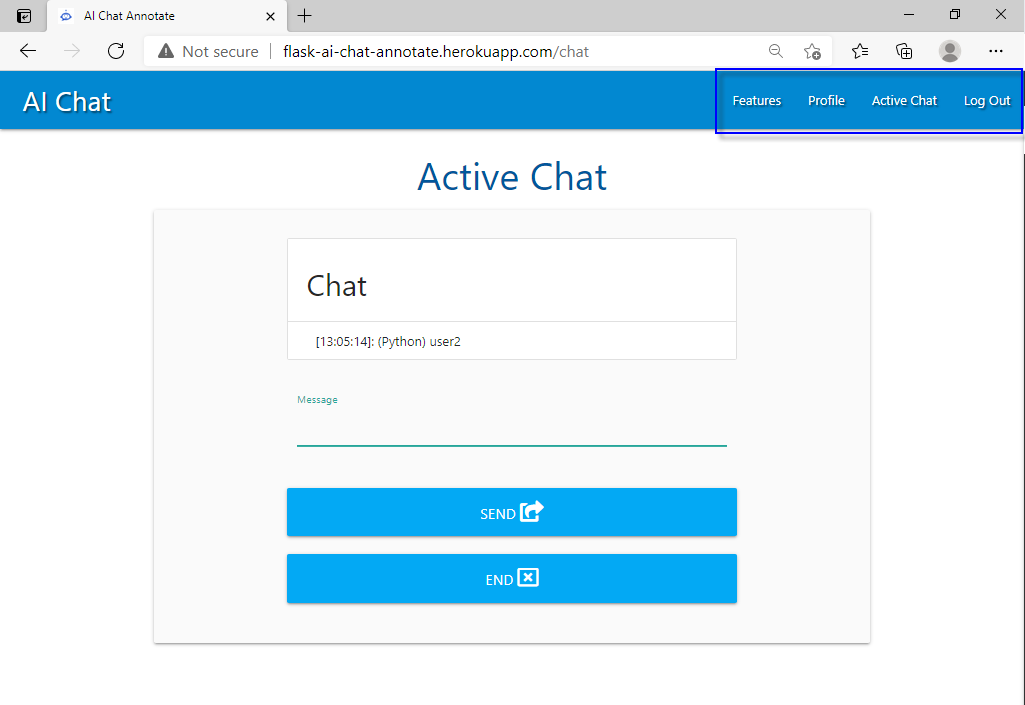 AI Chat Annotate
Not secure flask-ai-chat-annotate.herokuapp.com/chat
AI Chat Features Profile Active Chat Log Out
Active Chat
Chat
[13:05:14]: (Python) user2
Message
SEND
END